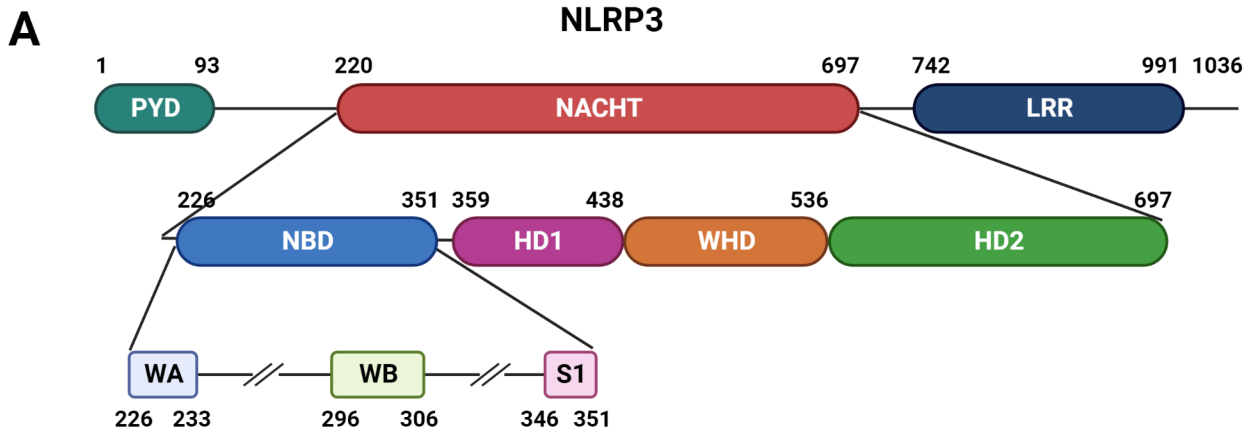 A
NLRP3
1 93 220 697 742 991 1036
PYD NACHT LRR
226 351 359 438 536 697
NBD HD1 WHD HD2
WA WB S1
226 233 296 306 346 351